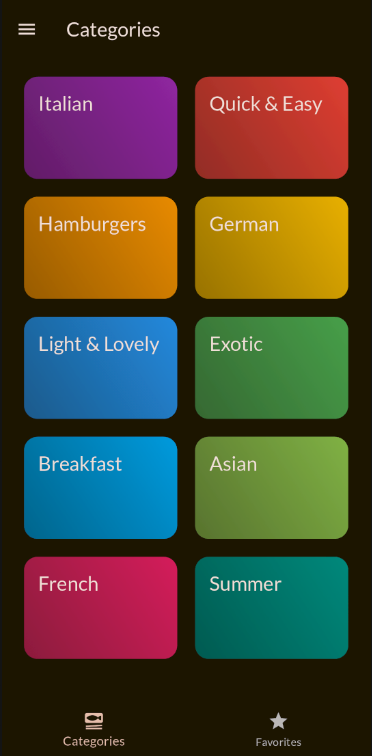 Categories
Italian
Quick & Easy
Hamburgers
German
Light & Lovely
Exotic
Breakfast
Asian
French
Summer
Categories
Favorites